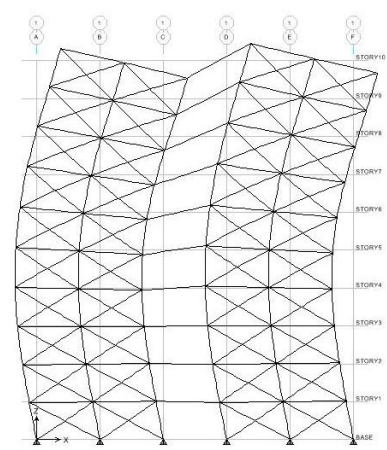 1 1 1 1 1 1
A B C D E F
STORY10
STORY9
STORY8
STORY7
STORY6
STORY5
STORY4
STORY3
STORY2
STORY1
Z
X
BASE